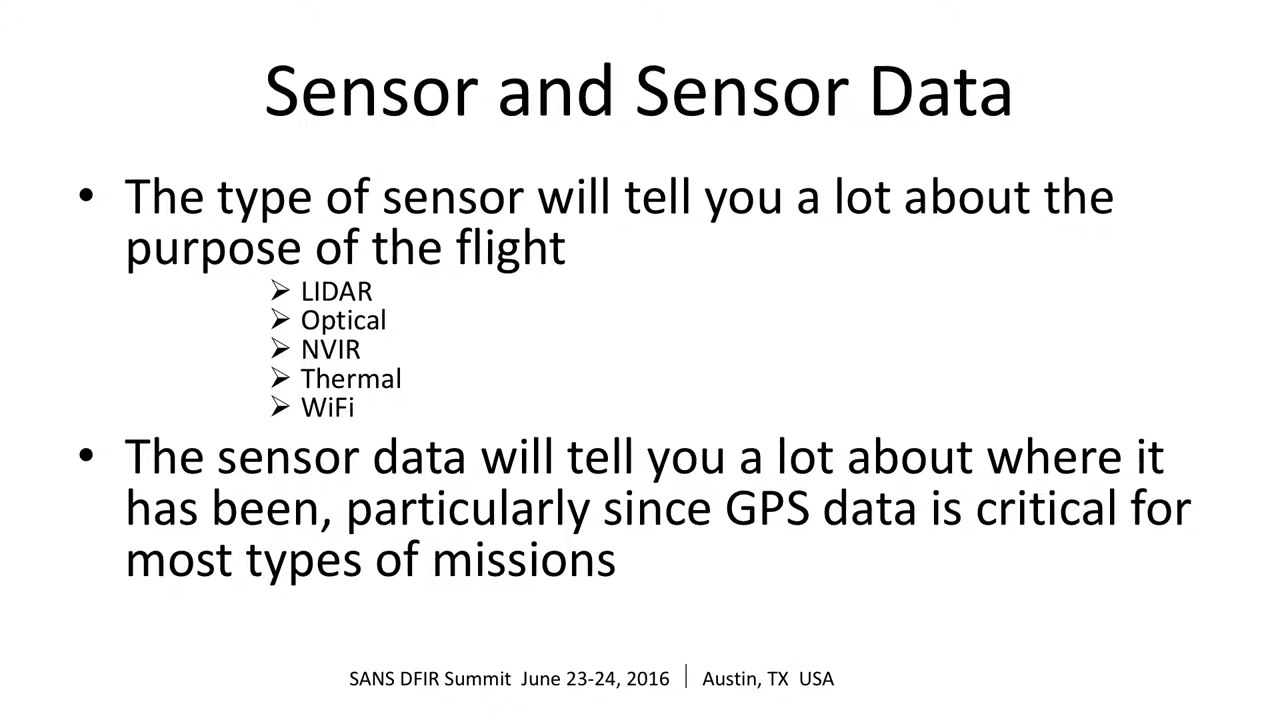 Sensor and Sensor Data
• The type of sensor will tell you a lot about the
purpose of the flight
➢ LIDAR
➢ Optical
➢ NVIR
➢ Thermal
➢ WiFi
• The sensor data will tell you a lot about where it
has been, particularly since GPS data is critical for
most types of missions
SANS DFIR Summit June 23-24, 2016 | Austin, TX USA